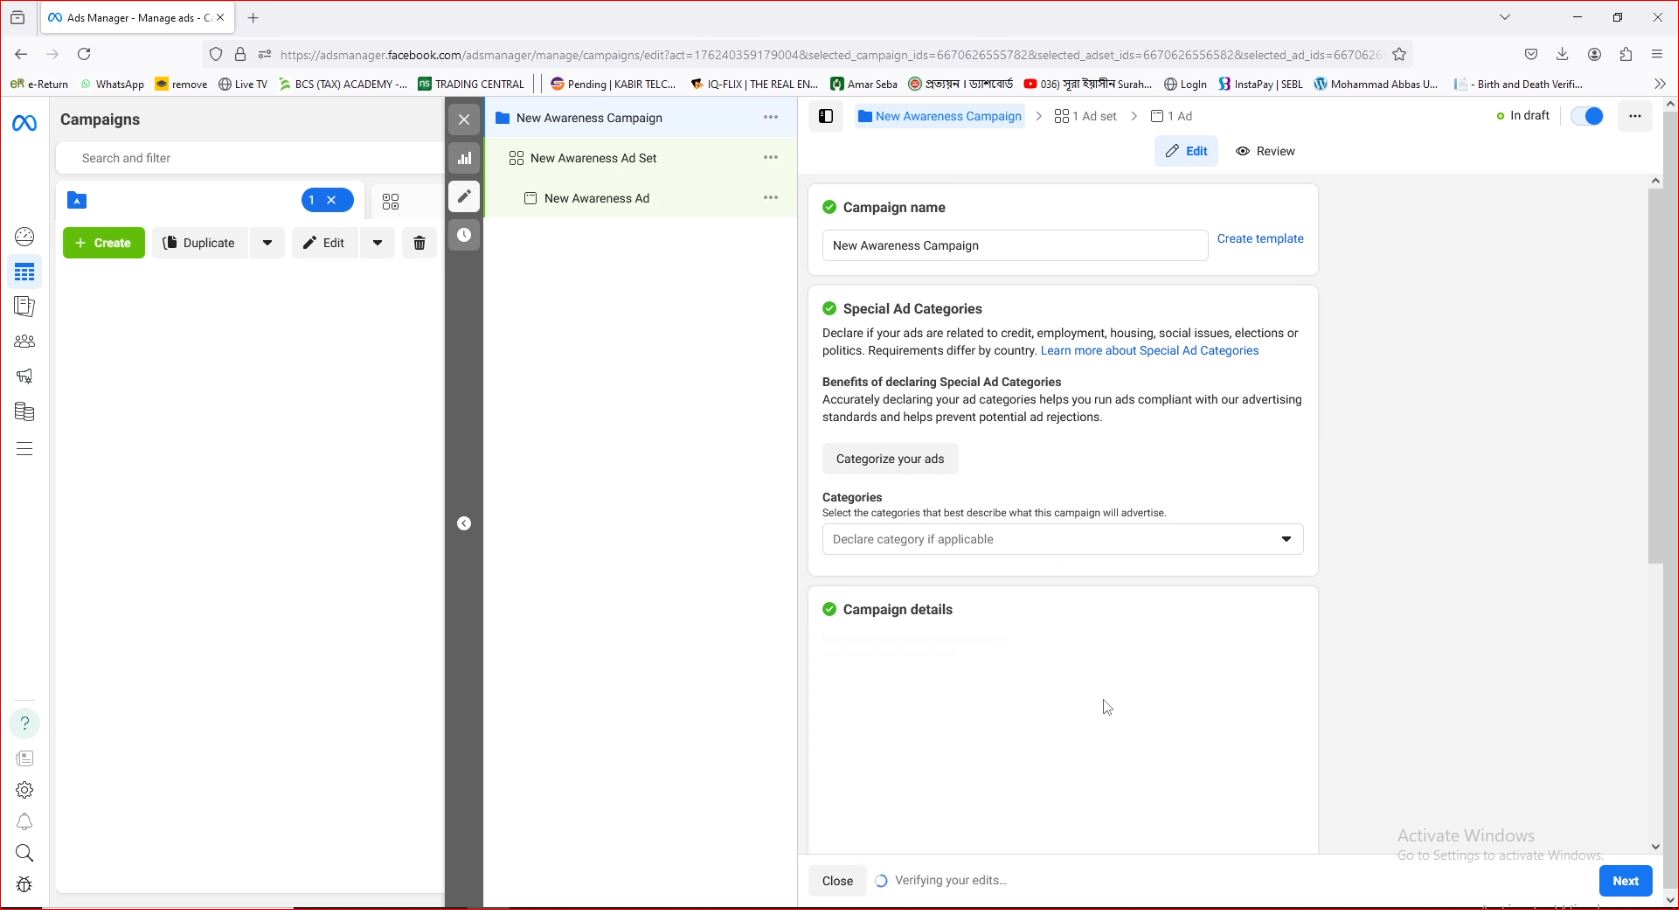 Ads Manager - Manage ads - C
https://adsmanager.facebook.com/adsmanager/manage/campaigns/edit?act=176240359179004&selected_campaign_ids=6670626555782&selected_adset_ids=6670626556582&selected_ad_ids=6670626
e-Return
WhatsApp
remove
Live TV
BCS (TAX) ACADEMY -...
TRADING CENTRAL
Pending | KABIR TELC...
IQ-FLIX | THE REAL EN...
Amar Seba
প্রত্যয়ন । ড্যাশবোর্ড
036) সূরা ইয়াসীন Surah...
LogIn
InstaPay | SEBL
Mohammad Abbas U...
- Birth and Death Verifi...
Campaigns
Search and filter
1
Create
Duplicate
Edit
New Awareness Campaign
New Awareness Ad Set
New Awareness Ad
New Awareness Campaign
1 Ad set
1 Ad
In draft
Edit
Review
Campaign name
New Awareness Campaign
Create template
Special Ad Categories
Declare if your ads are related to credit, employment, housing, social issues, elections or
politics. Requirements differ by country. Learn more about Special Ad Categories
Benefits of declaring Special Ad Categories
Accurately declaring your ad categories helps you run ads compliant with our advertising
standards and helps prevent potential ad rejections.
Categorize your ads
Categories
Select the categories that best describe what this campaign will advertise.
Declare category if applicable
Campaign details
Activate Windows
Go to Settings to activate Windows.
Close
Verifying your edits...
Next